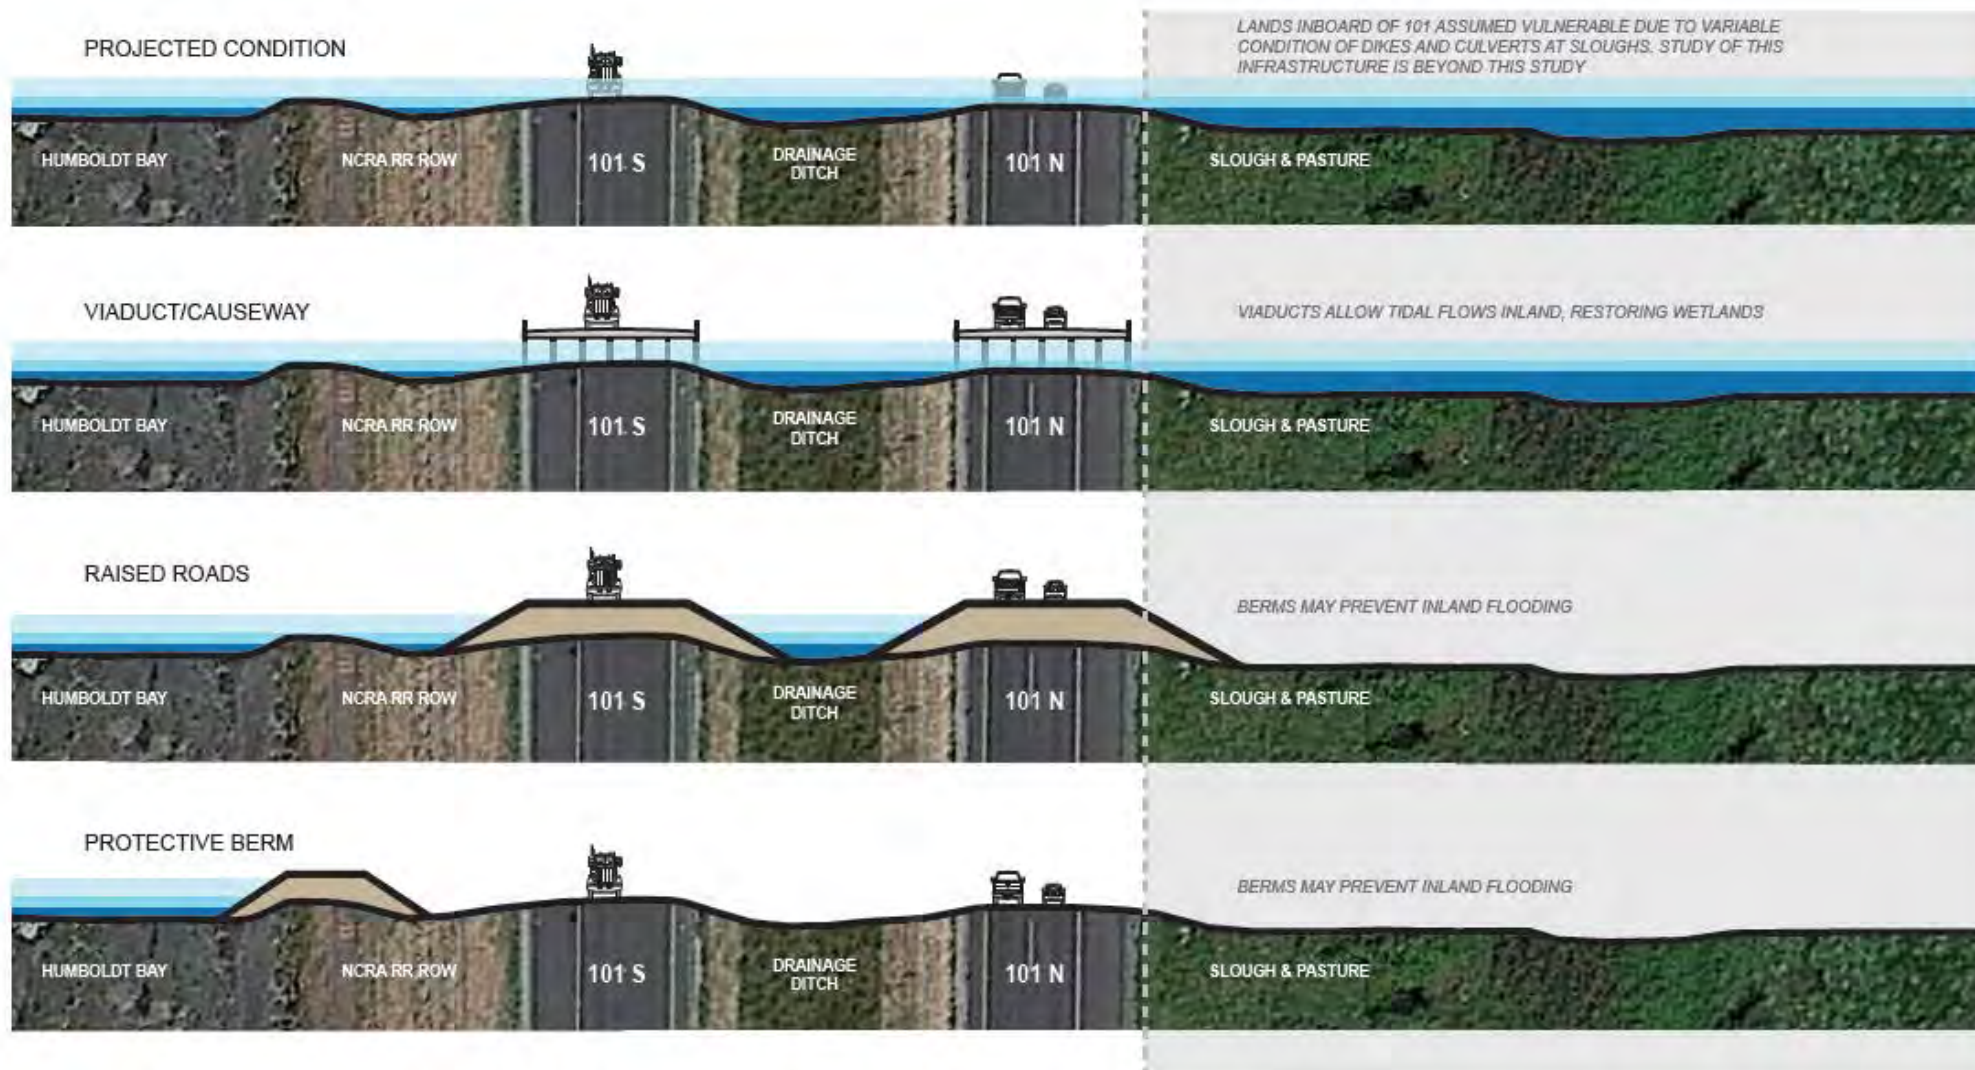 PROJECTED CONDITION
LANDS INBOARD OF 101 ASSUMED VULNERABLE DUE TO VARIABLE
CONDITION OF DIKES AND CULVERTS AT SLOUGHS. STUDY OF THIS
INFRASTRUCTURE IS BEYOND THIS STUDY
HUMBOLDT BAY
NCRA RR ROW
101 S
DRAINAGE
DITCH
101 N
SLOUGH & PASTURE
VIADUCT/CAUSEWAY
VIADUCTS ALLOW TIDAL FLOWS INLAND, RESTORING WETLANDS
HUMBOLDT BAY
NCRA RR ROW
101 S
DRAINAGE
DITCH
101 N
SLOUGH & PASTURE
RAISED ROADS
BERMS MAY PREVENT INLAND FLOODING
HUMBOLDT BAY
NCRA RR ROW
101 S
DRAINAGE
DITCH
101 N
SLOUGH & PASTURE
PROTECTIVE BERM
BERMS MAY PREVENT INLAND FLOODING
HUMBOLDT BAY
NCRA RR ROW
101 S
DRAINAGE
DITCH
101 N
SLOUGH & PASTURE